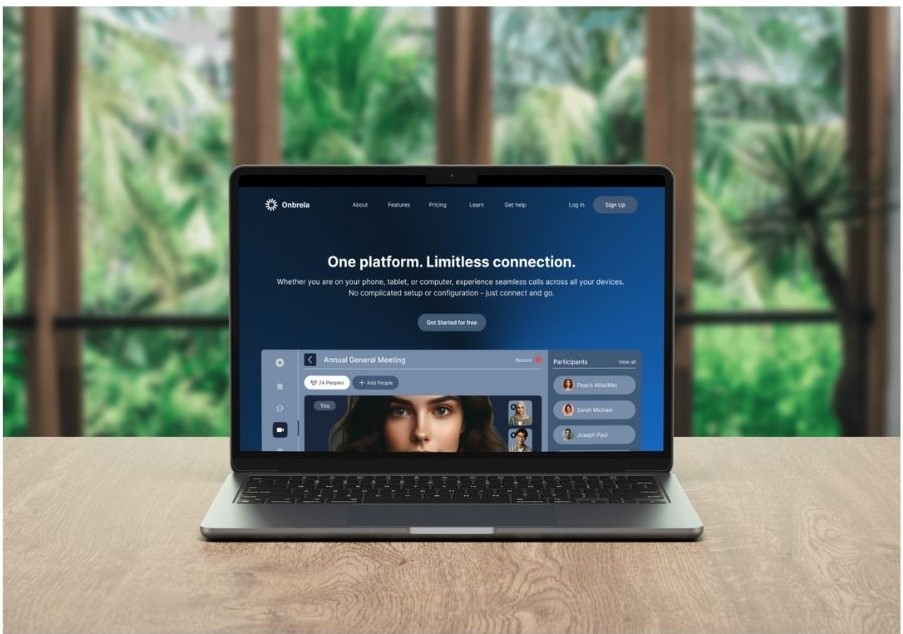 Onbrela
About
Features
Pricing
Learn
Get help
Log in
Sign Up
One platform. Limitless connection.
Whether you are on your phone, tablet, or computer, experience seamless calls across all your devices.
No complicated setup or configuration - just connect and go.
Get Started for free
Annual General Meeting
Record
24 Peoples
+ Add People
You
Participants
View all
Peach Abia(Me)
Sarah Michael
Joseph Paul